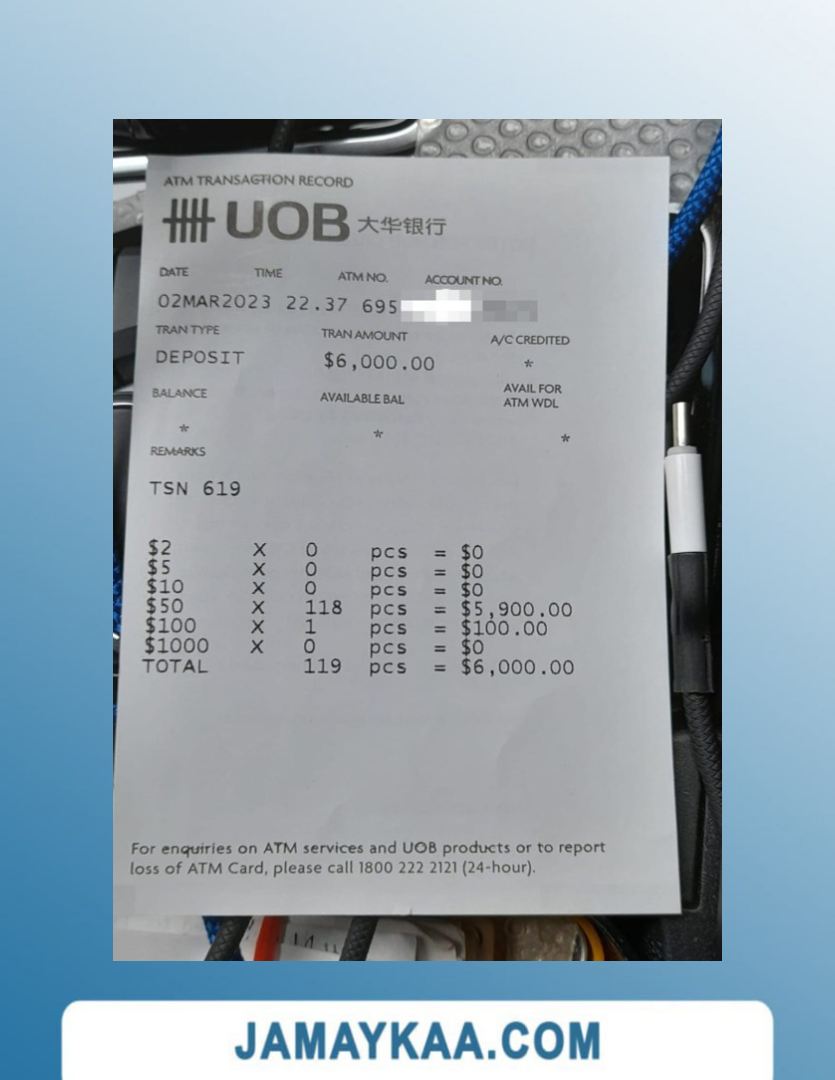 ATM TRANSACTION RECORD
UOB 大华银行
DATE TIME ATM NO. ACCOUNT NO.
02MAR2023 22.37 695
TRAN TYPE TRAN AMOUNT A/C CREDITED
DEPOSIT $6,000.00 *
BALANCE AVAILABLE BAL AVAIL FOR
ATM WDL
* * *
REMARKS
TSN 619
$2 X 0 pcs = $0
$5 X 0 pcs = $0
$10 X 0 pcs = $0
$50 X 118 pcs = $5,900.00
$100 X 1 pcs = $100.00
$1000 X 0 pcs = $0
TOTAL 119 pcs = $6,000.00
For enquiries on ATM services and UOB products or to report
loss of ATM Card, please call 1800 222 2121 (24-hour).
JAMAYKAA.COM